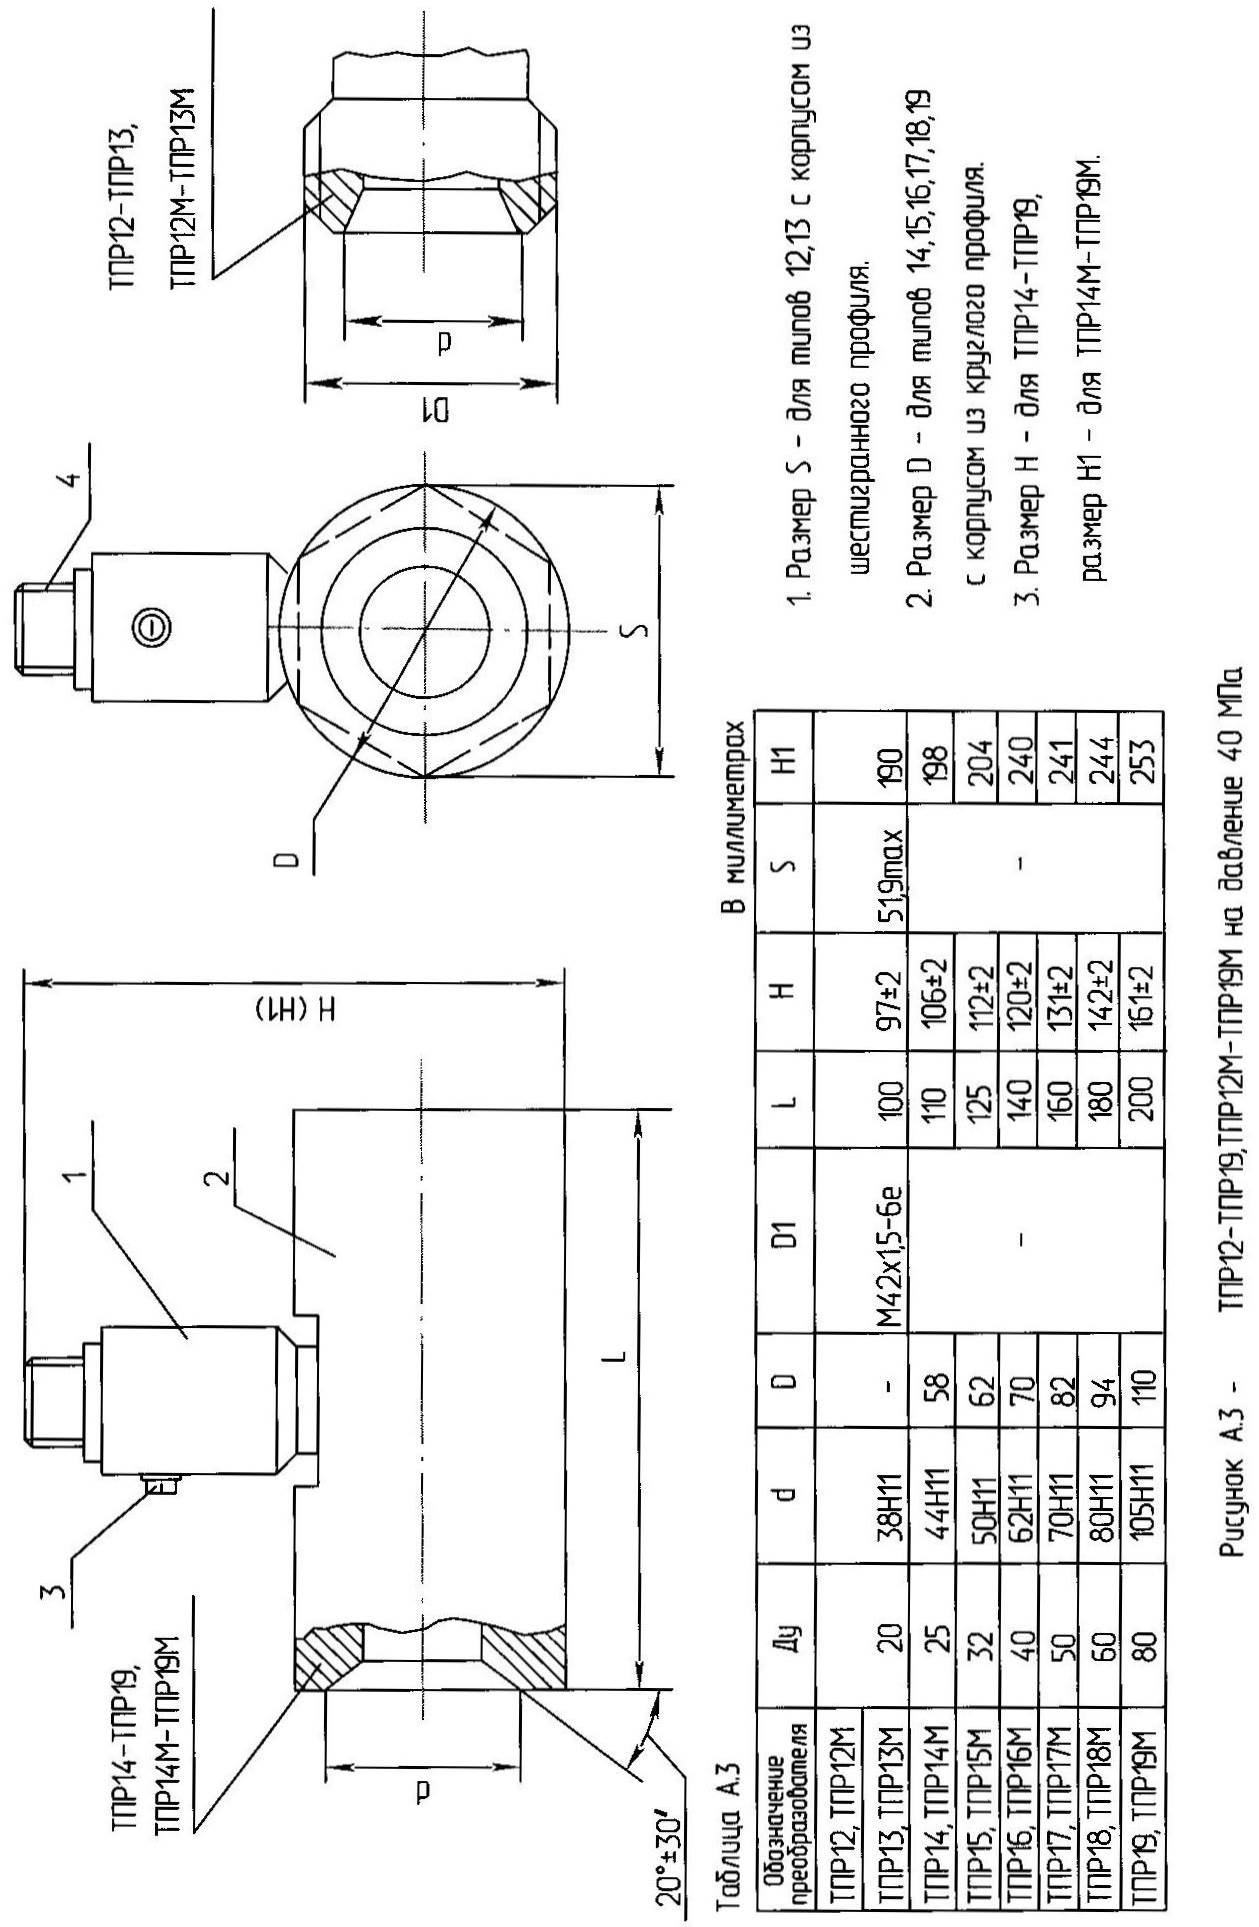 ТПР14-ТПР19,
ТПР14М-ТПР19М
3
1
2
H (H1)
d
L
20°±30′
4
D
S
ТПР12-ТПР13,
ТПР12М-ТПР13М
d
D1
1. Размер S - для типов 12,13 с корпусом из
шестигранного профиля.
2. Размер D - для типов 14,15,16,17,18,19
с корпусом из круглого профиля.
3. Размер Н - для ТПР14-ТПР19,
размер Н1 - для ТПР14М-ТПР19М.
Таблица А.3 В миллиметрах
Обозначение преобразователя Ду d D D1 L H S H1
ТПР12, ТПР12М
ТПР13, ТПР13М 20 38H11 - М42х1,5-6е 100 97±2 51,9max 190
ТПР14, ТПР14М 25 44H11 58 - 110 106±2 - 198
ТПР15, ТПР15М 32 50H11 62 125 112±2 204
ТПР16, ТПР16М 40 62H11 70 140 120±2 240
ТПР17, ТПР17М 50 70H11 82 160 131±2 241
ТПР18, ТПР18М 60 80H11 94 180 142±2 244
ТПР19, ТПР19М 80 105H11 110 200 161±2 253
Рисунок А.3 - ТПР12-ТПР19,ТПР12М-ТПР19М на давление 40 МПа